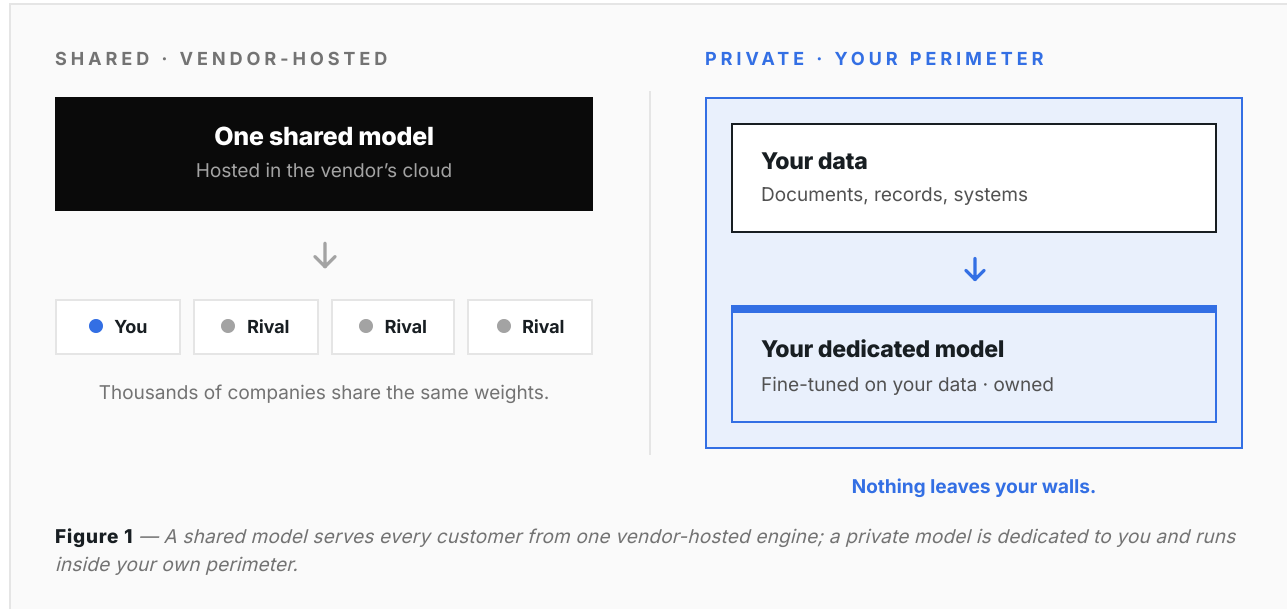 SHARED · VENDOR-HOSTED
One shared model
Hosted in the vendor’s cloud
You
Rival
Rival
Rival
Thousands of companies share the same weights.
PRIVATE · YOUR PERIMETER
Your data
Documents, records, systems
Your dedicated model
Fine-tuned on your data · owned
Nothing leaves your walls.
Figure 1 — A shared model serves every customer from one vendor-hosted engine; a private model is dedicated to you and runs
inside your own perimeter.